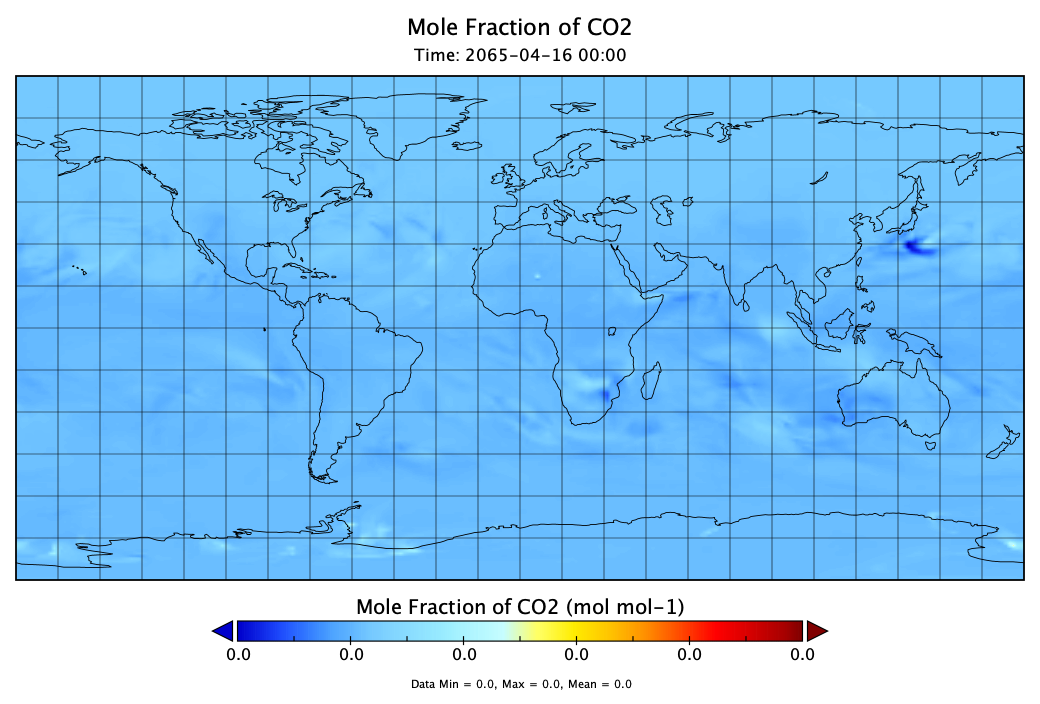 Mole Fraction of CO2
Time: 2065-04-16 00:00
Mole Fraction of CO2 (mol mol-1)
0.0 0.0 0.0 0.0 0.0 0.0
Data Min = 0.0, Max = 0.0, Mean = 0.0